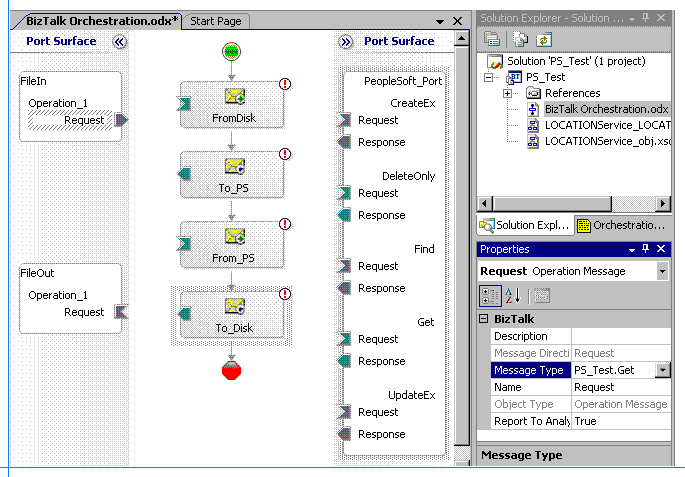 BizTalk Orchestration.odx*
Start Page
Port Surface
Port Surface
FileIn
Operation_1
Request
FileOut
Operation_1
Request
FromDisk
To_PS
From_PS
To_Disk
PeopleSoft_Port
CreateEx
Request
Response
DeleteOnly
Request
Response
Find
Request
Response
Get
Request
Response
UpdateEx
Request
Response
Solution Explorer - Solution ...
Solution 'PS_Test' (1 project)
PS_Test
References
BizTalk Orchestration.odx
LOCATIONService_LOCAT
LOCATIONService_obj.xsd
Solution Expl...
Orchestratio...
Properties
Request Operation Message
BizTalk
Description
Message Directi Request
Message Type PS_Test.Get
Name Request
Object Type Operation Message
Report To Analy True
Message Type